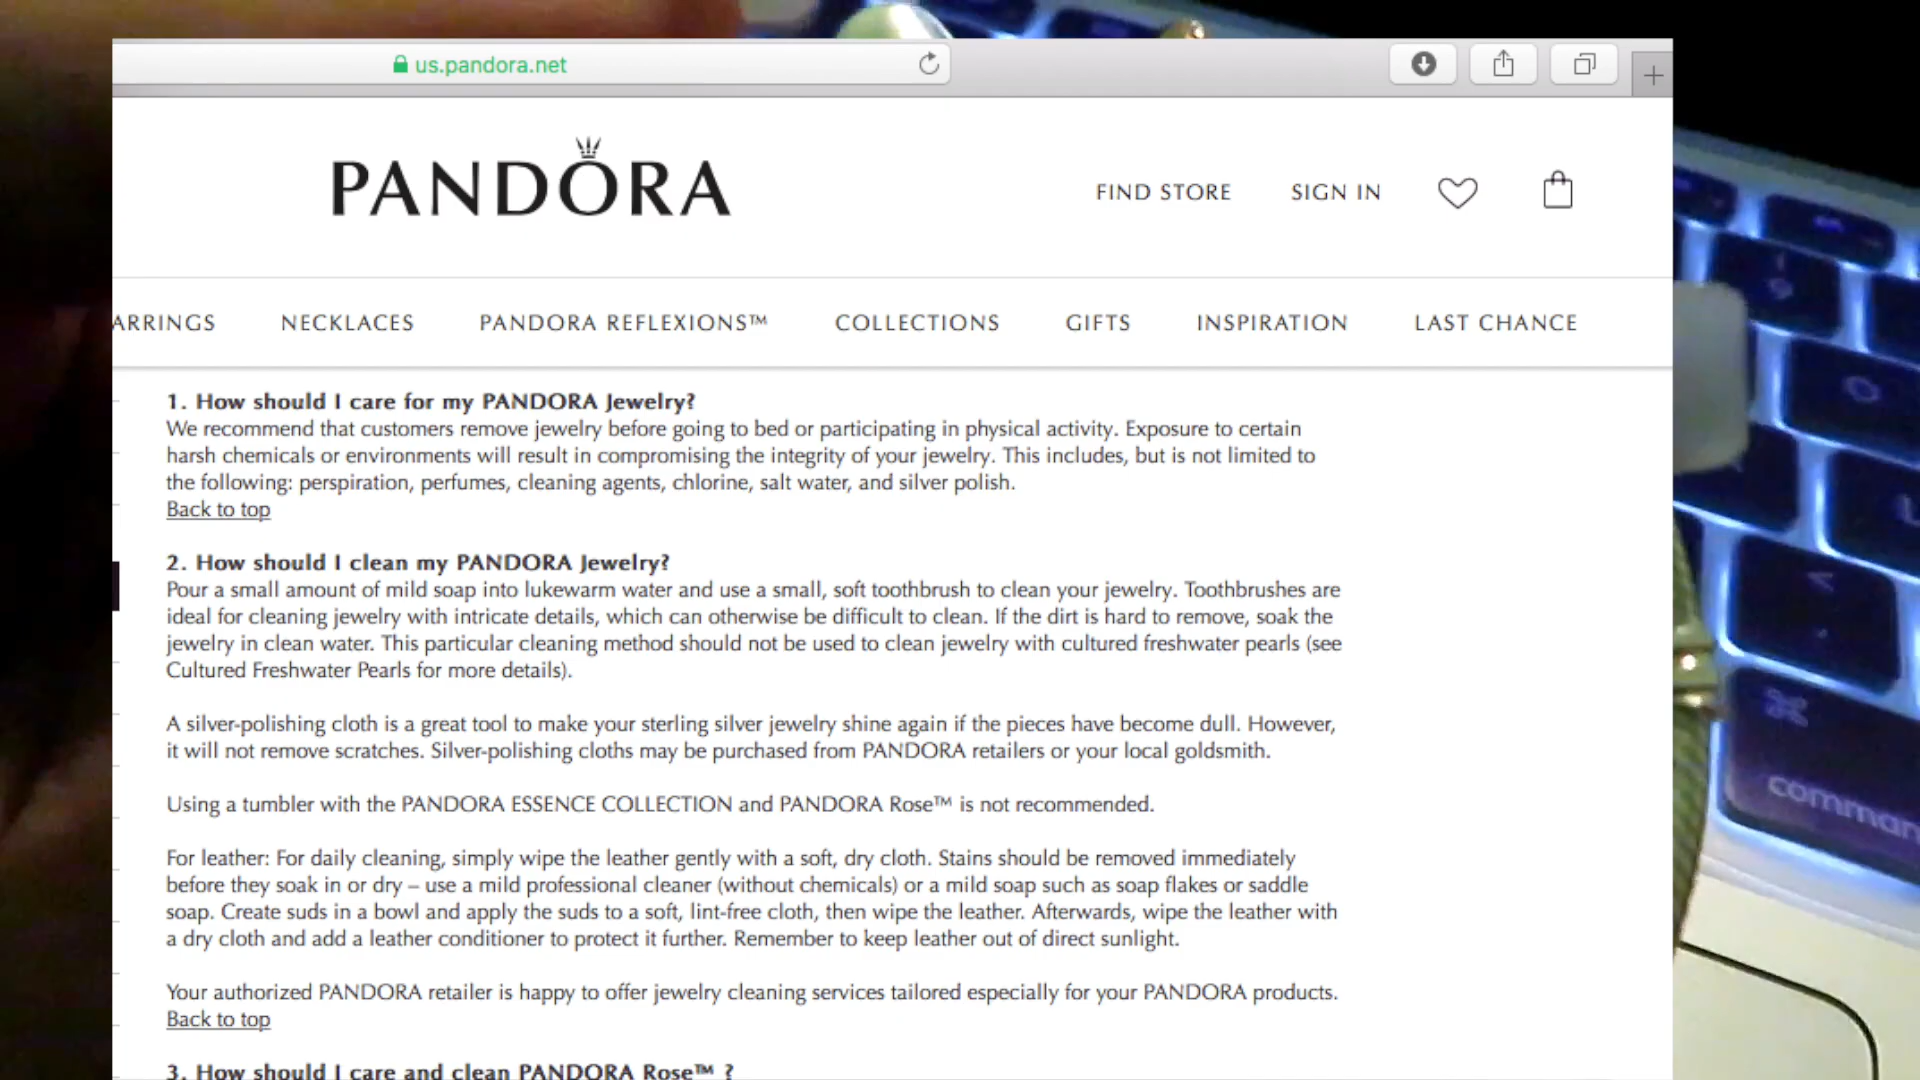 us.pandora.net
PANDORA
FIND STORE
SIGN IN
ARRINGS
NECKLACES
PANDORA REFLEXIONS™
COLLECTIONS
GIFTS
INSPIRATION
LAST CHANCE
1. How should I care for my PANDORA Jewelry?
We recommend that customers remove jewelry before going to bed or participating in physical activity. Exposure to certain
harsh chemicals or environments will result in compromising the integrity of your jewelry. This includes, but is not limited to
the following: perspiration, perfumes, cleaning agents, chlorine, salt water, and silver polish.
Back to top
2. How should I clean my PANDORA Jewelry?
Pour a small amount of mild soap into lukewarm water and use a small, soft toothbrush to clean your jewelry. Toothbrushes are
ideal for cleaning jewelry with intricate details, which can otherwise be difficult to clean. If the dirt is hard to remove, soak the
jewelry in clean water. This particular cleaning method should not be used to clean jewelry with cultured freshwater pearls (see
Cultured Freshwater Pearls for more details).
A silver-polishing cloth is a great tool to make your sterling silver jewelry shine again if the pieces have become dull. However,
it will not remove scratches. Silver-polishing cloths may be purchased from PANDORA retailers or your local goldsmith.
Using a tumbler with the PANDORA ESSENCE COLLECTION and PANDORA Rose™ is not recommended.
For leather: For daily cleaning, simply wipe the leather gently with a soft, dry cloth. Stains should be removed immediately
before they soak in or dry – use a mild professional cleaner (without chemicals) or a mild soap such as soap flakes or saddle
soap. Create suds in a bowl and apply the suds to a soft, lint-free cloth, then wipe the leather. Afterwards, wipe the leather with
a dry cloth and add a leather conditioner to protect it further. Remember to keep leather out of direct sunlight.
Your authorized PANDORA retailer is happy to offer jewelry cleaning services tailored especially for your PANDORA products.
Back to top
3. How should I care and clean PANDORA Rose™ ?
comman